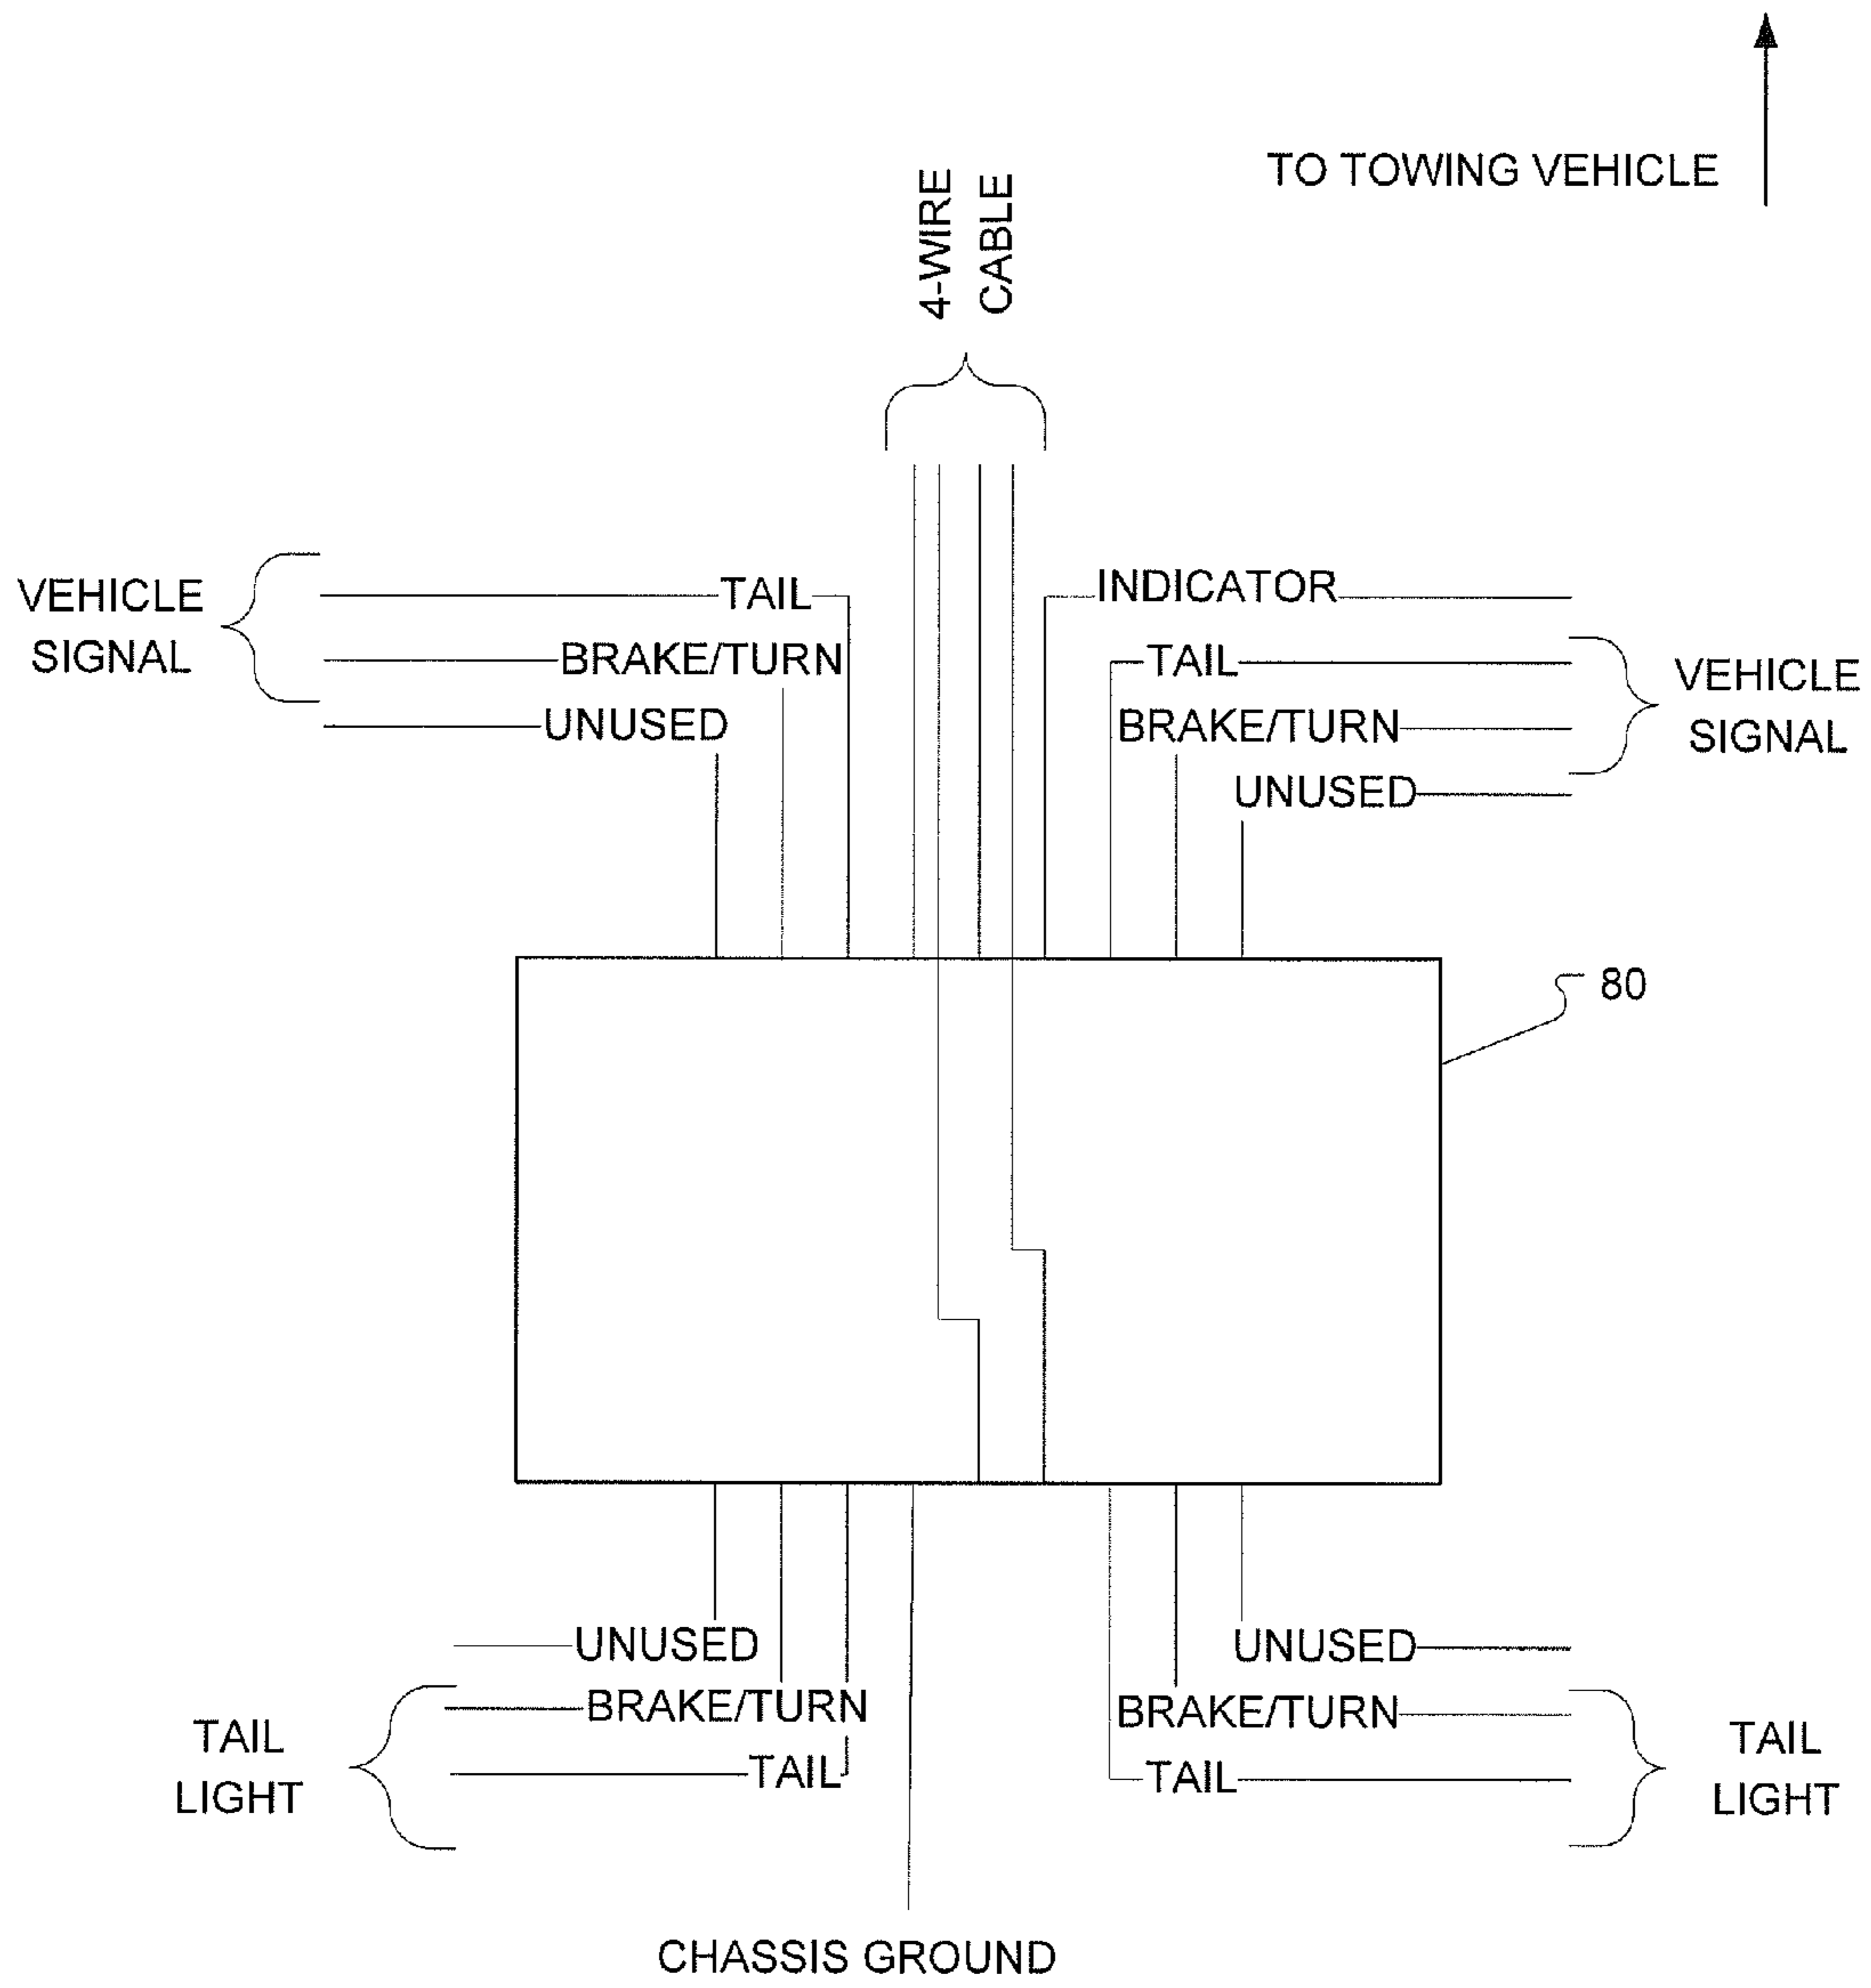 TO TOWING VEHICLE
4-WIRE
CABLE
VEHICLE
SIGNAL
TAIL
BRAKE/TURN
UNUSED
INDICATOR
TAIL
BRAKE/TURN
UNUSED
VEHICLE
SIGNAL
80
UNUSED
BRAKE/TURN
TAIL
TAIL
LIGHT
UNUSED
BRAKE/TURN
TAIL
TAIL
LIGHT
CHASSIS GROUND